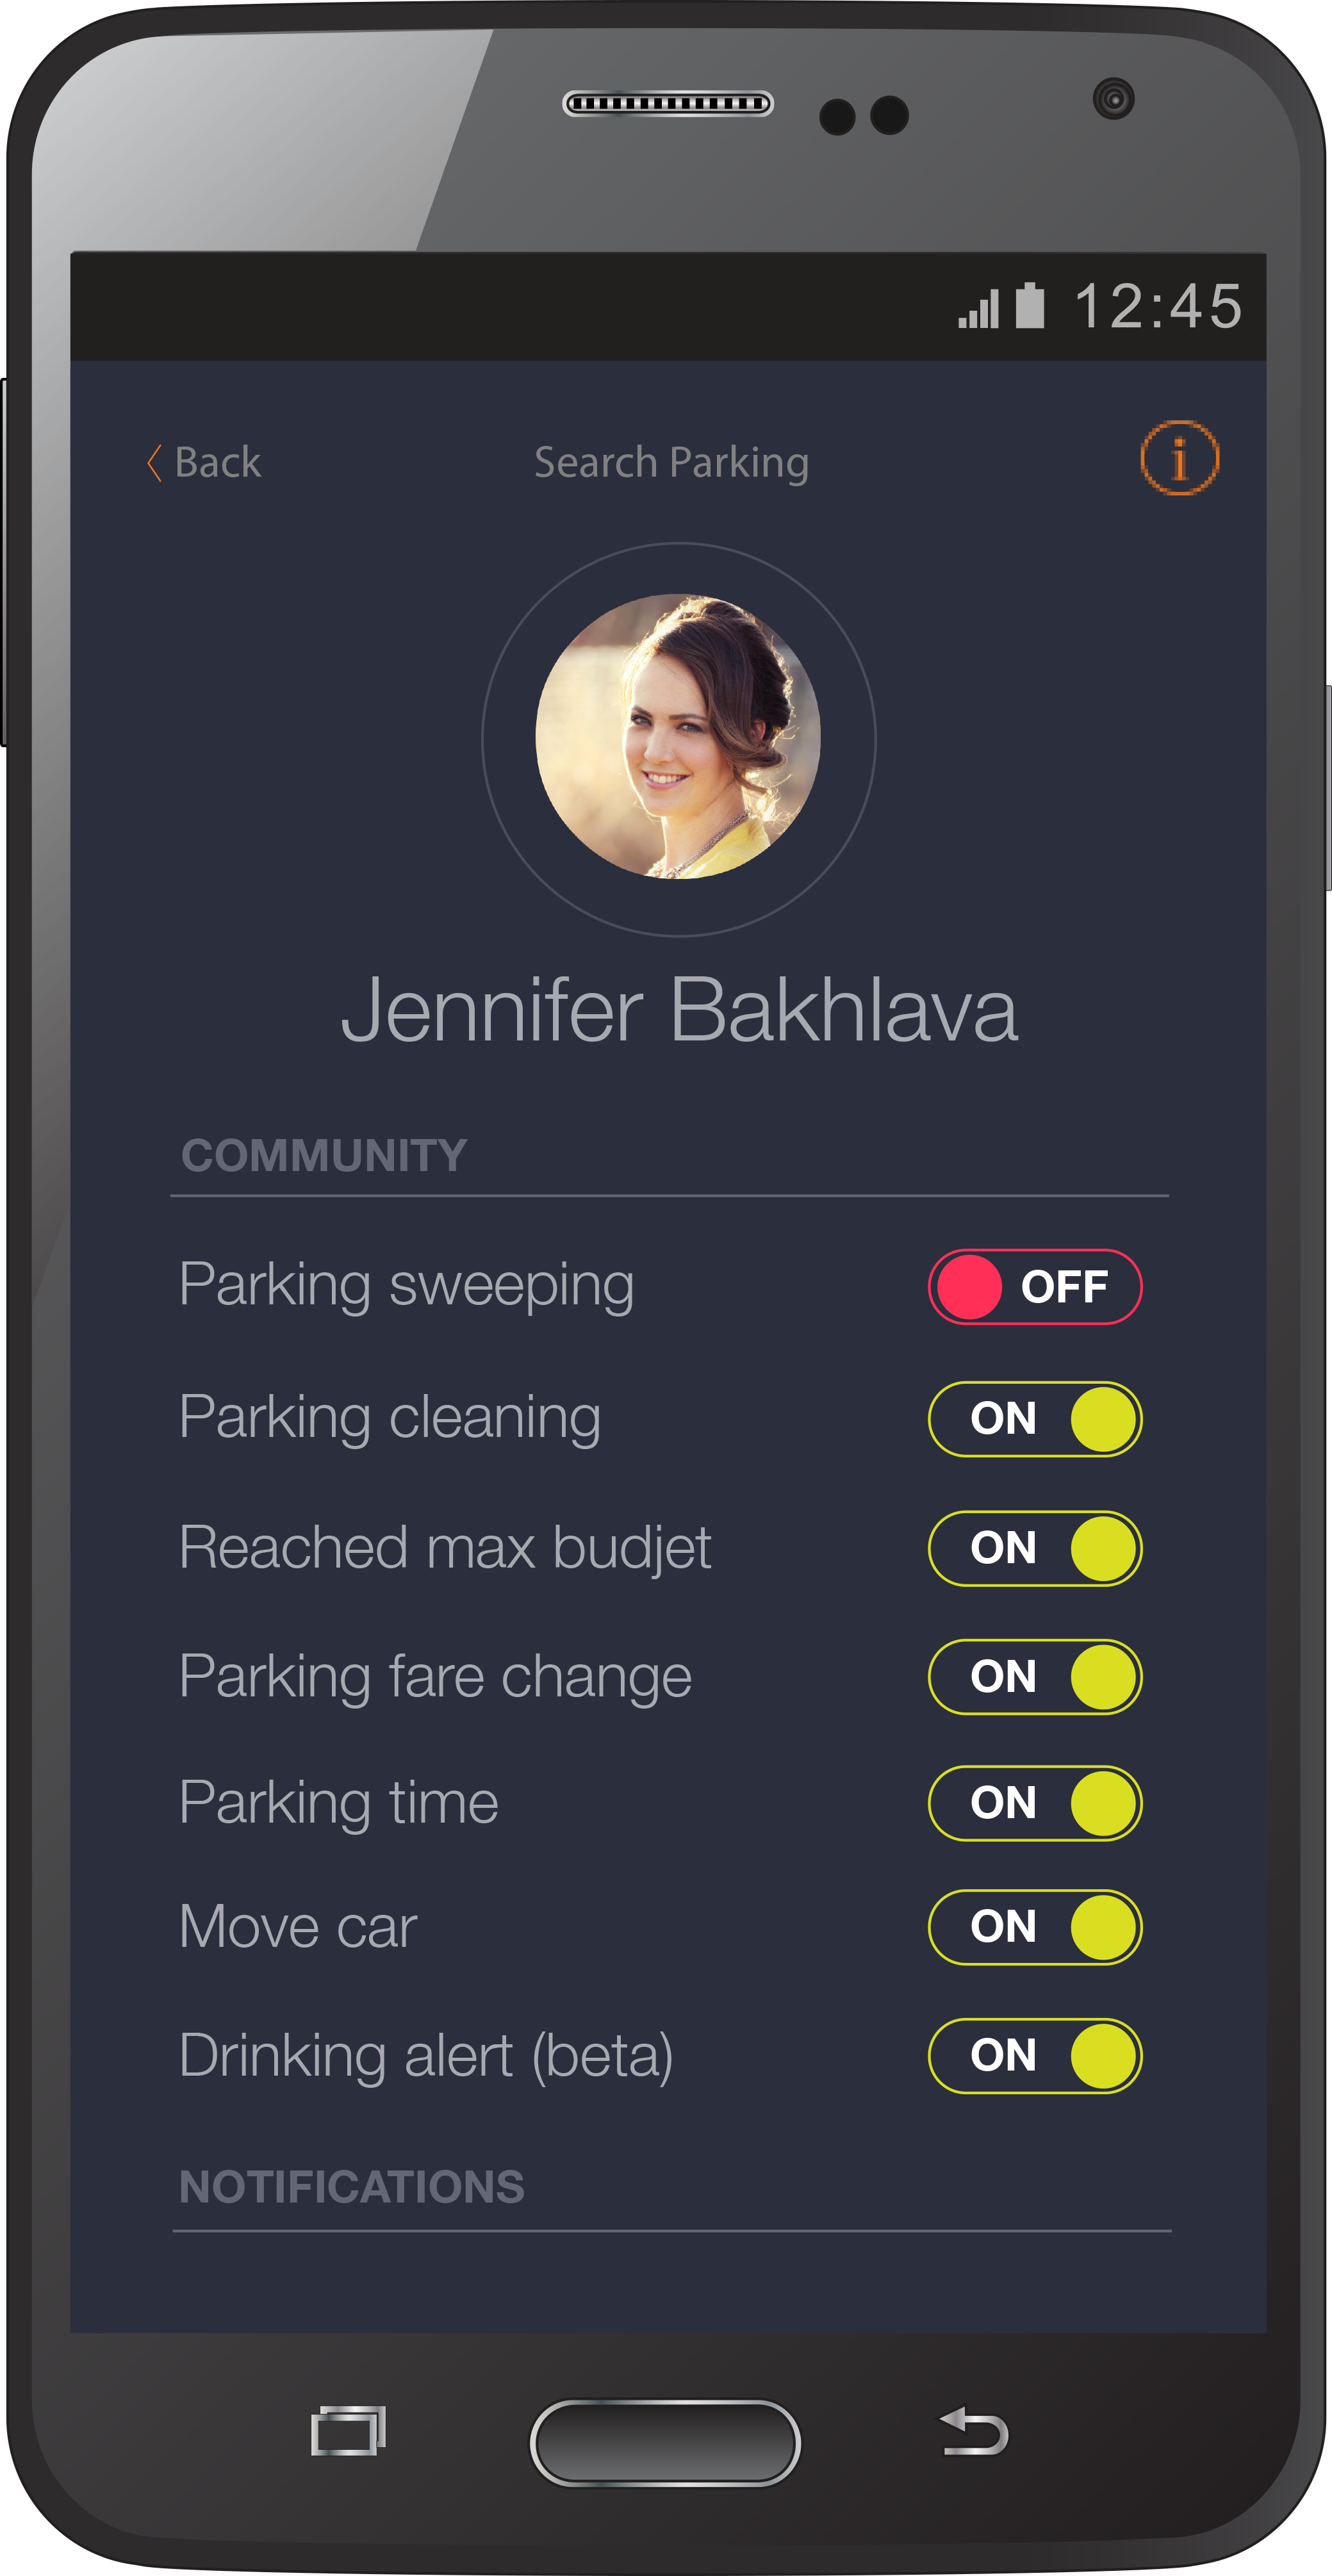 12:45
Back
Search Parking
i
Jennifer Bakhlava
COMMUNITY
Parking sweeping OFF
Parking cleaning ON
Reached max budjet ON
Parking fare change ON
Parking time ON
Move car ON
Drinking alert (beta) ON
NOTIFICATIONS